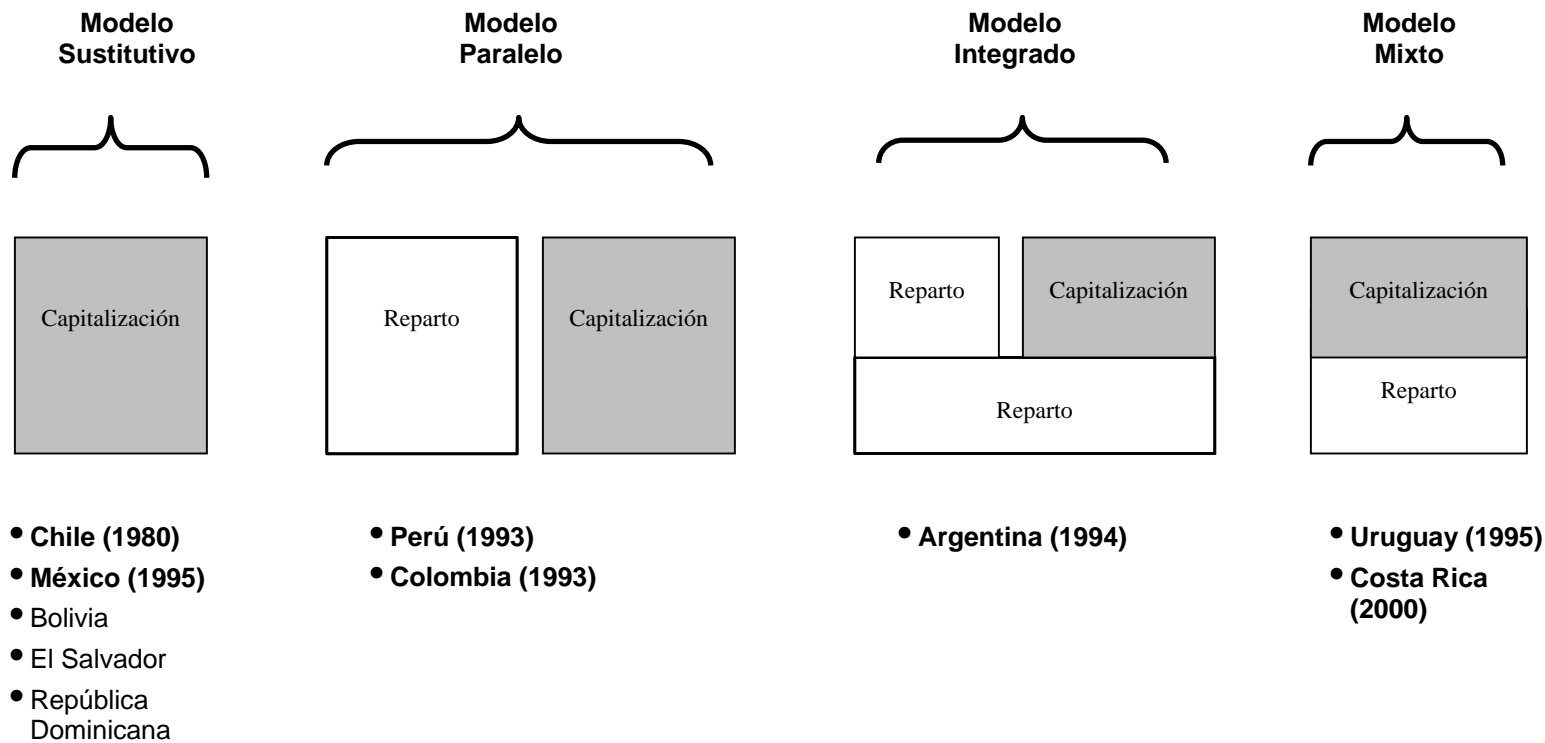 Modelo
Sustitutivo
Modelo
Paralelo
Modelo
Integrado
Modelo
Mixto
Capitalización
Reparto
Capitalización
Reparto
Capitalización
Reparto
Capitalización
Reparto
• Chile (1980)
• México (1995)
• Bolivia
• El Salvador
• República
Dominicana
• Perú (1993)
• Colombia (1993)
• Argentina (1994)
• Uruguay (1995)
• Costa Rica
(2000)